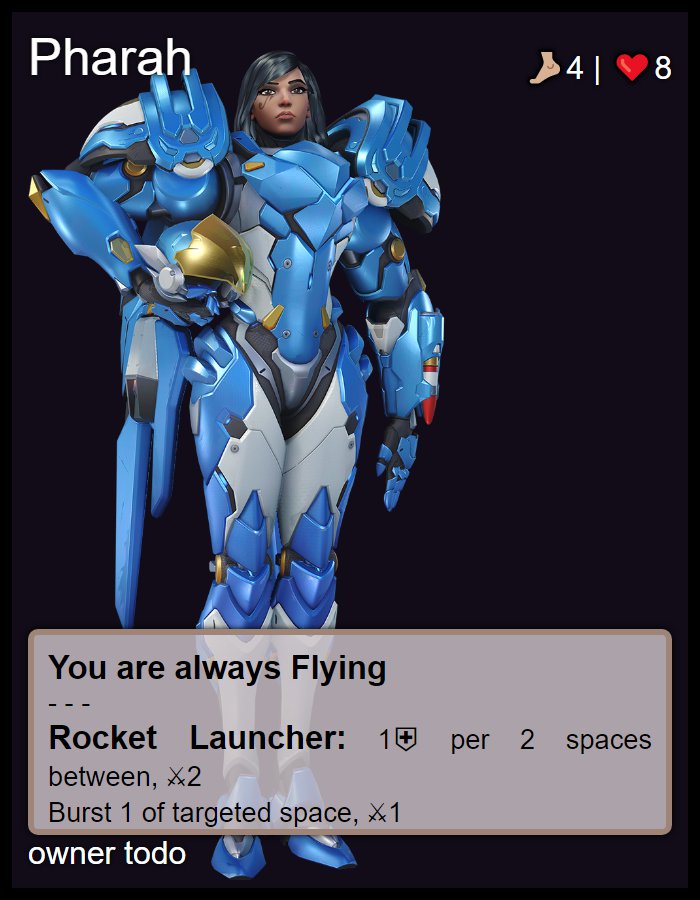 Pharah
🦶4 | ❤️8
You are always Flying
- - -
Rocket Launcher: 1⛨ per 2 spaces
between, ⚔2
Burst 1 of targeted space, ⚔1
owner todo